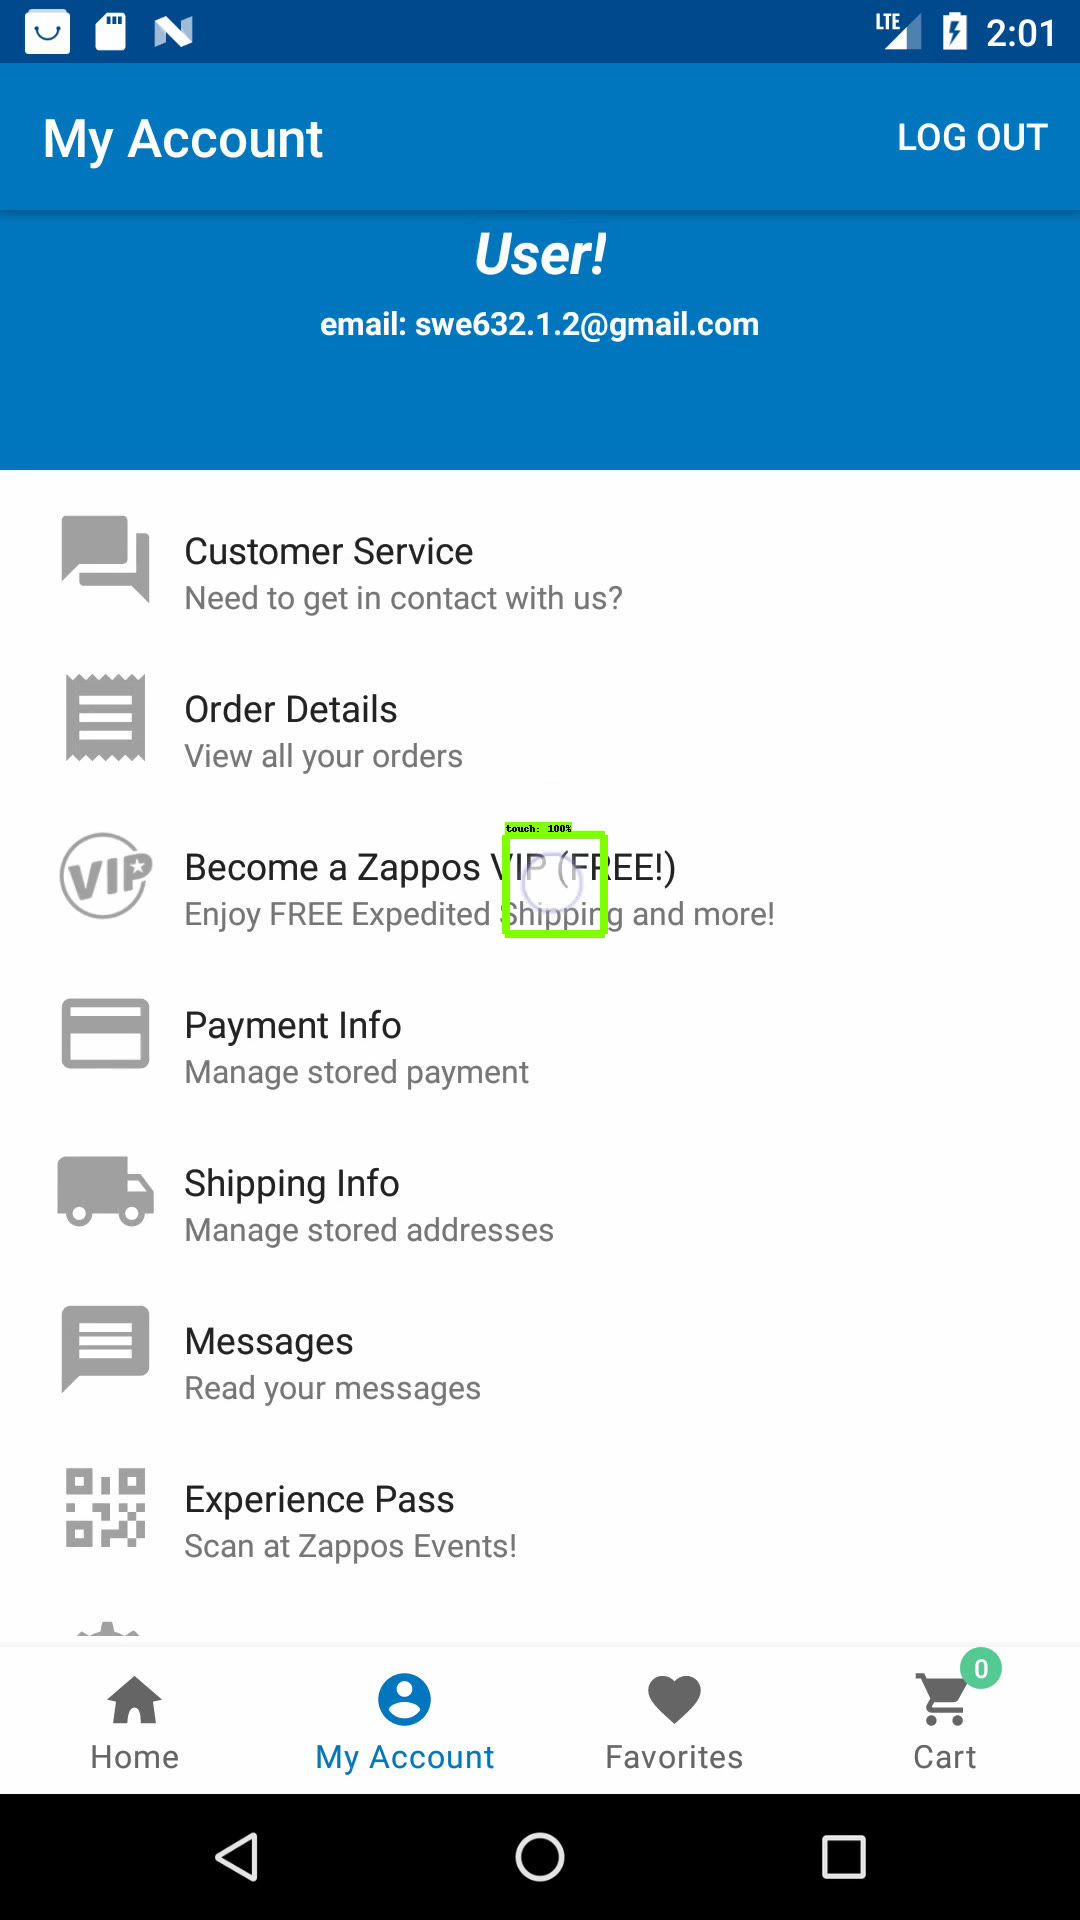 LTE 2:01
My Account LOG OUT
User!
email: swe632.1.2@gmail.com
Customer Service
Need to get in contact with us?
Order Details
View all your orders
touch: 100%
VIP Become a Zappos VIP (FREE!)
Enjoy FREE Expedited Shipping and more!
Payment Info
Manage stored payment
Shipping Info
Manage stored addresses
Messages
Read your messages
Experience Pass
Scan at Zappos Events!
0
Home My Account Favorites Cart